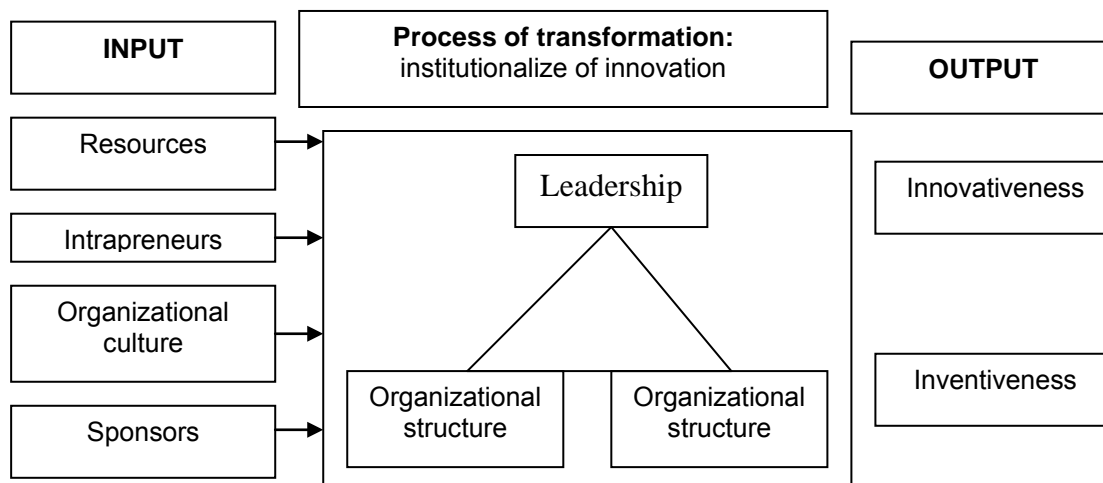 INPUT
Process of transformation:
institutionalize of innovation
OUTPUT
Resources
Intrapreneurs
Organizational
culture
Sponsors
Leadership
Organizational
structure
Organizational
structure
Innovativeness
Inventiveness